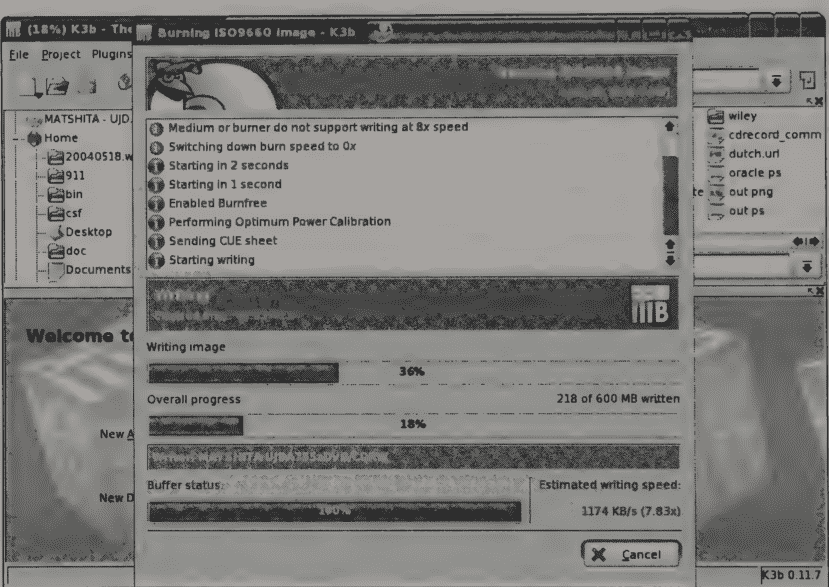 (18%) K3b - The
Burning ISO9660 Image - K3b
File Project Plugins
MATSHITA - UJD
Home
20040518.w
911
bin
csf
Desktop
doc
Documents
Medium or burner do not support writing at 8x speed
Switching down burn speed to 0x
Starting in 2 seconds
Starting in 1 second
Enabled Burnfree
Performing Optimum Power Calibration
Sending CUE sheet
Starting writing
wiley
cdrecord_comm
dutch.url
oracle ps
out png
out ps
Welcome to
New A
New D
Writing image
36%
Overall progress
218 of 600 MB written
18%
Buffer status:
Estimated writing speed:
100%
1174 KB/s (7.83x)
Cancel
K3b 0.11.7